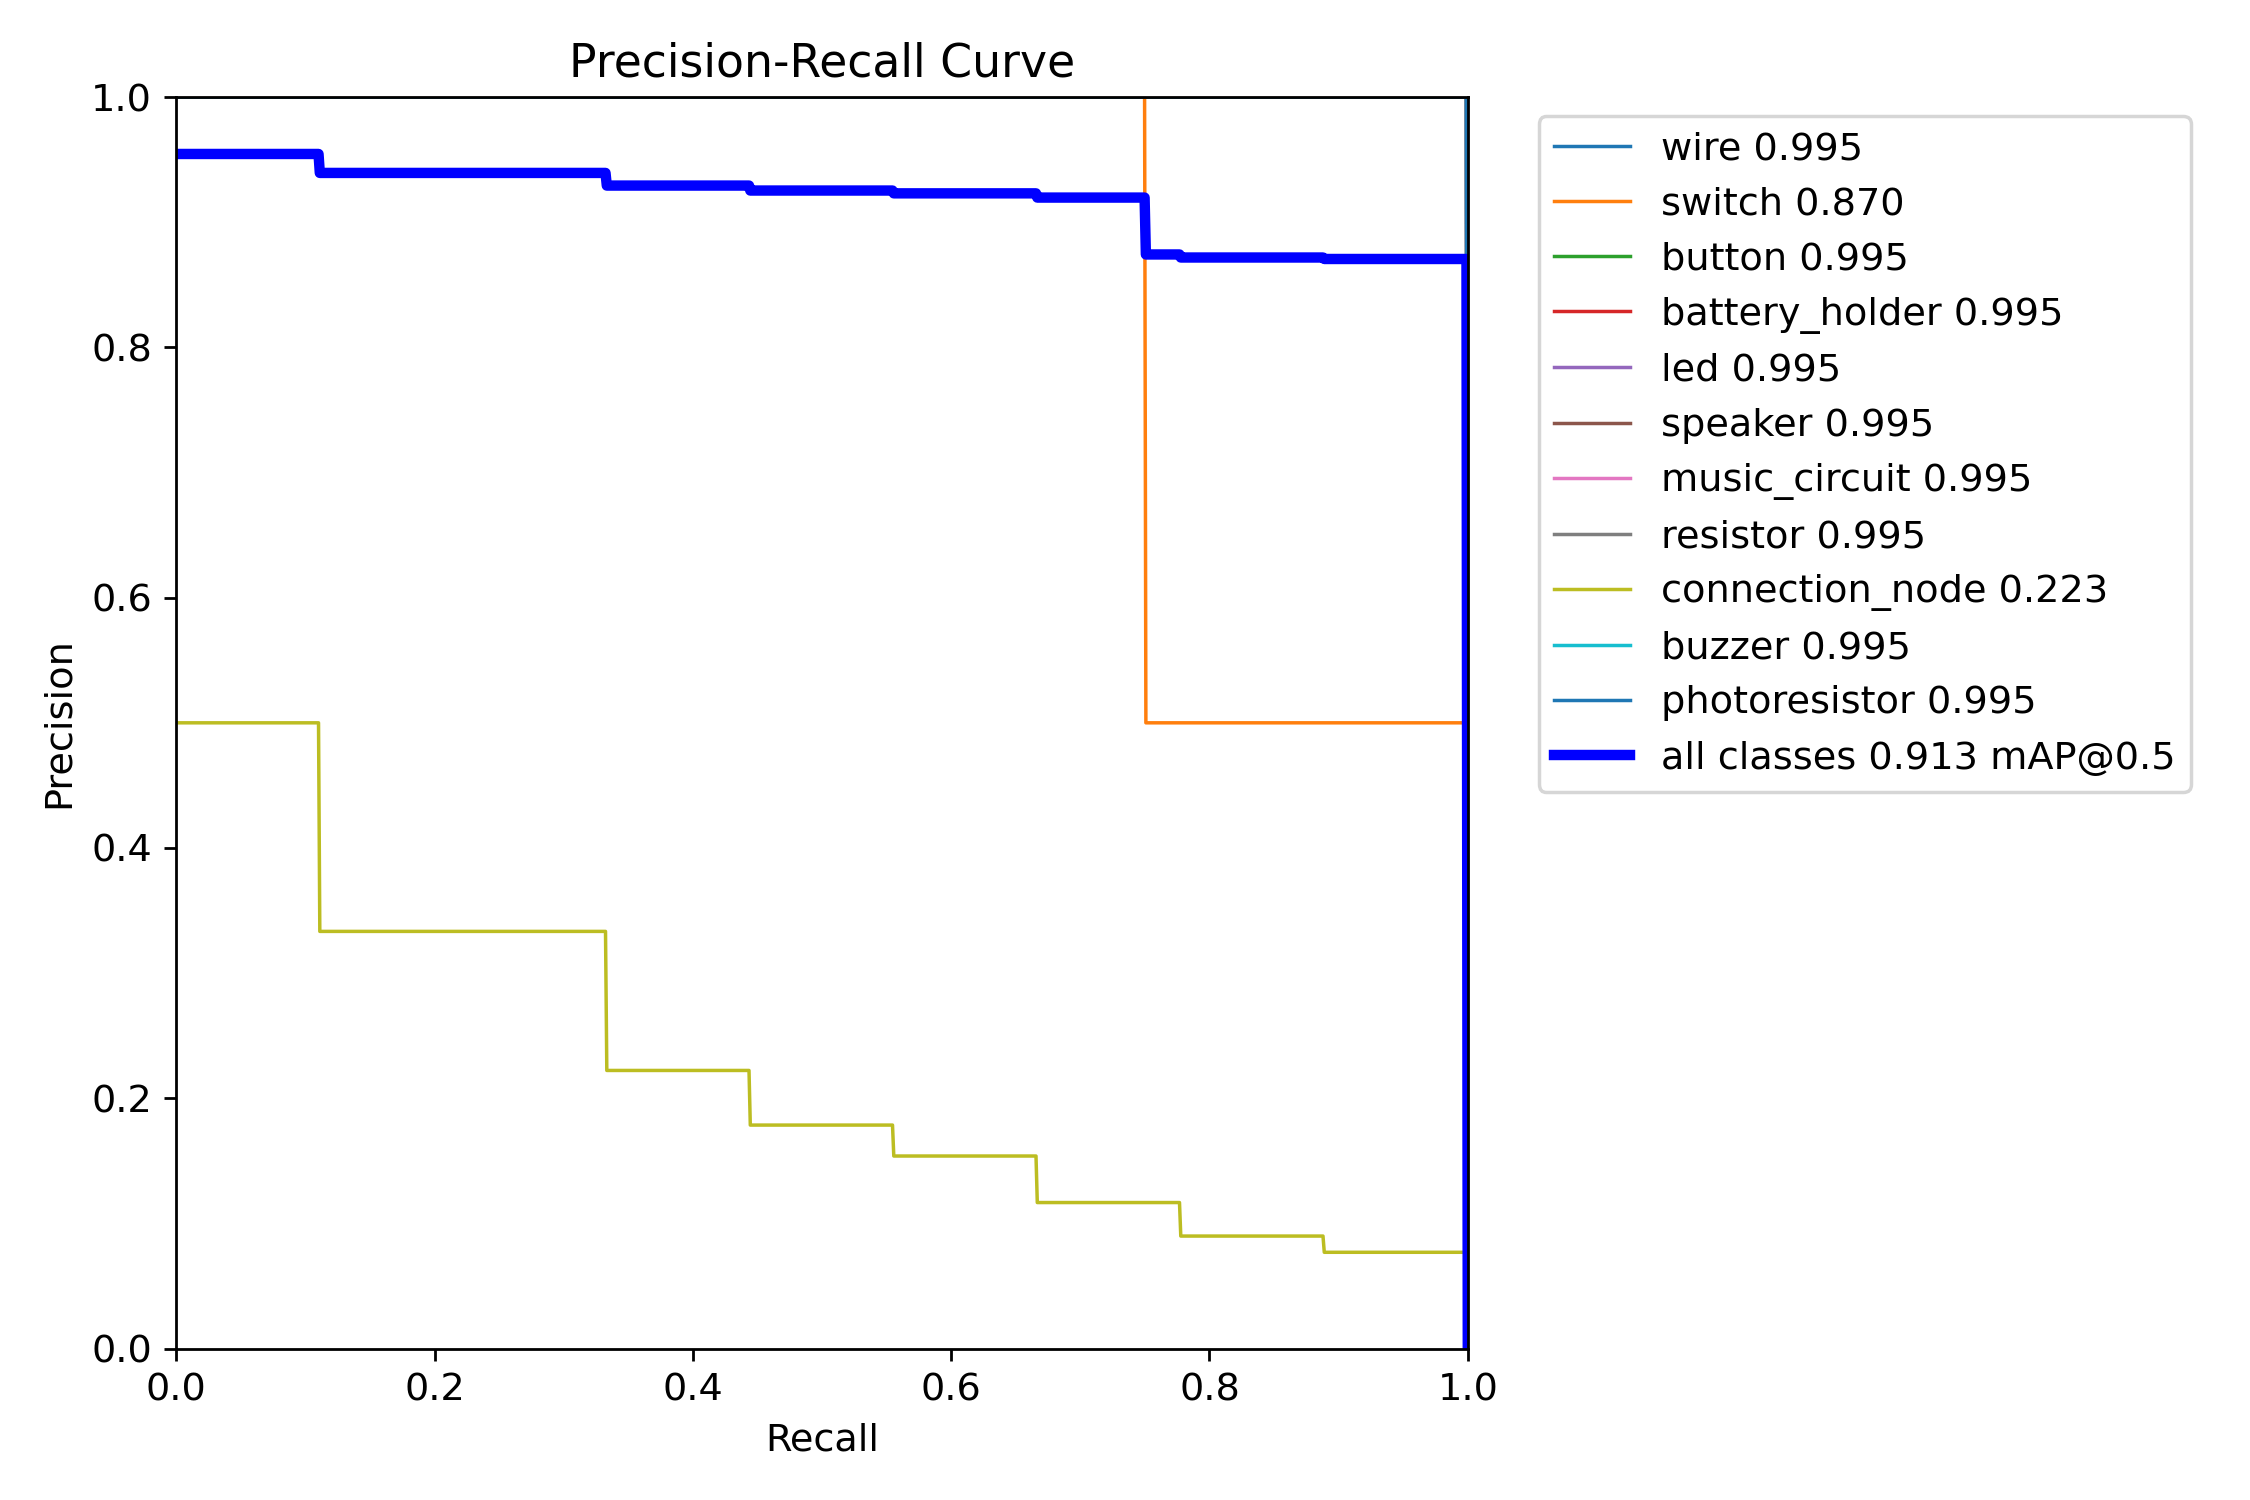 Precision-Recall Curve
1.0
0.8
0.6
0.4
0.2
0.0
Precision
0.0 0.2 0.4 0.6 0.8 1.0
Recall
wire 0.995
switch 0.870
button 0.995
battery_holder 0.995
led 0.995
speaker 0.995
music_circuit 0.995
resistor 0.995
connection_node 0.223
buzzer 0.995
photoresistor 0.995
all classes 0.913 mAP@0.5